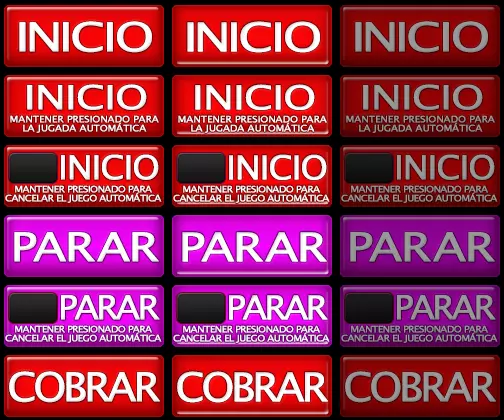 INICIO INICIO INICIO
INICIO INICIO INICIO
MANTENER PRESIONADO PARA MANTENER PRESIONADO PARA MANTENER PRESIONADO PARA
LA JUGADA AUTOMÁTICA LA JUGADA AUTOMÁTICA LA JUGADA AUTOMÁTICA
INICIO INICIO INICIO
MANTENER PRESIONADO PARA MANTENER PRESIONADO PARA MANTENER PRESIONADO PARA
CANCELAR EL JUEGO AUTOMÁTICA CANCELAR EL JUEGO AUTOMÁTICA CANCELAR EL JUEGO AUTOMÁTICA
PARAR PARAR PARAR
PARAR PARAR PARAR
MANTENER PRESIONADO PARA MANTENER PRESIONADO PARA MANTENER PRESIONADO PARA
CANCELAR EL JUEGO AUTOMÁTICA CANCELAR EL JUEGO AUTOMÁTICA CANCELAR EL JUEGO AUTOMÁTICA
COBRAR COBRAR COBRAR